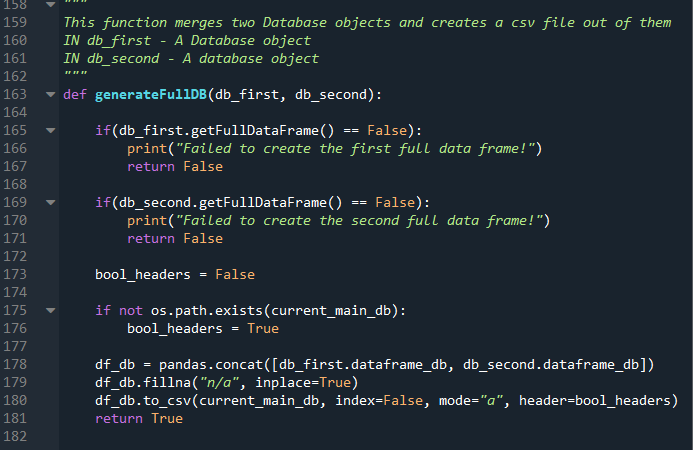 158 """
159 This function merges two Database objects and creates a csv file out of them
160 IN db_first - A Database object
161 IN db_second - A database object
162 """
163 def generateFullDB(db_first, db_second):
164
165     if(db_first.getFullDataFrame() == False):
166         print("Failed to create the first full data frame!")
167         return False
168
169     if(db_second.getFullDataFrame() == False):
170         print("Failed to create the second full data frame!")
171         return False
172
173     bool_headers = False
174
175     if not os.path.exists(current_main_db):
176         bool_headers = True
177
178     df_db = pandas.concat([db_first.dataframe_db, db_second.dataframe_db])
179     df_db.fillna("n/a", inplace=True)
180     df_db.to_csv(current_main_db, index=False, mode="a", header=bool_headers)
181     return True
182